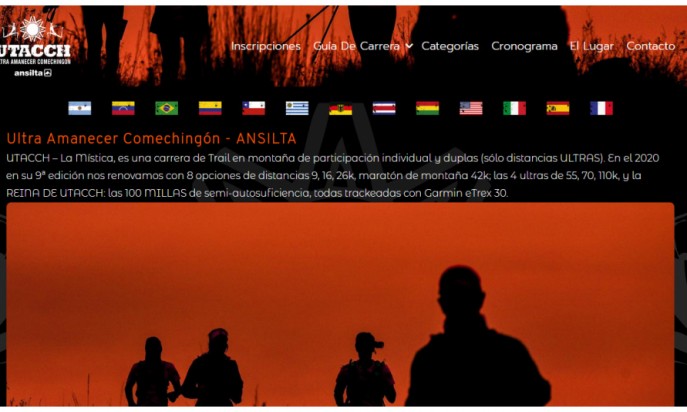 UTACCH
ULTRA AMANECER COMECHINGÓN
ansilta
Inscripciones Guía De Carrera Categorías Cronograma El Lugar Contacto
Ultra Amanecer Comechingón - ANSILTA
UTACCH – La Mística, es una carrera de Trail en montaña de participación individual y duplas (sólo distancias ULTRAS). En el 2020
en su 9ª edición nos renovamos con 8 opciones de distancias 9, 16, 26k, maratón de montaña 42k; las 4 ultras de 55, 70, 110k, y la
REINA DE UTACCH: las 100 MILLAS de semi-autosuficiencia, todas trackeadas con Garmin eTrex 30.